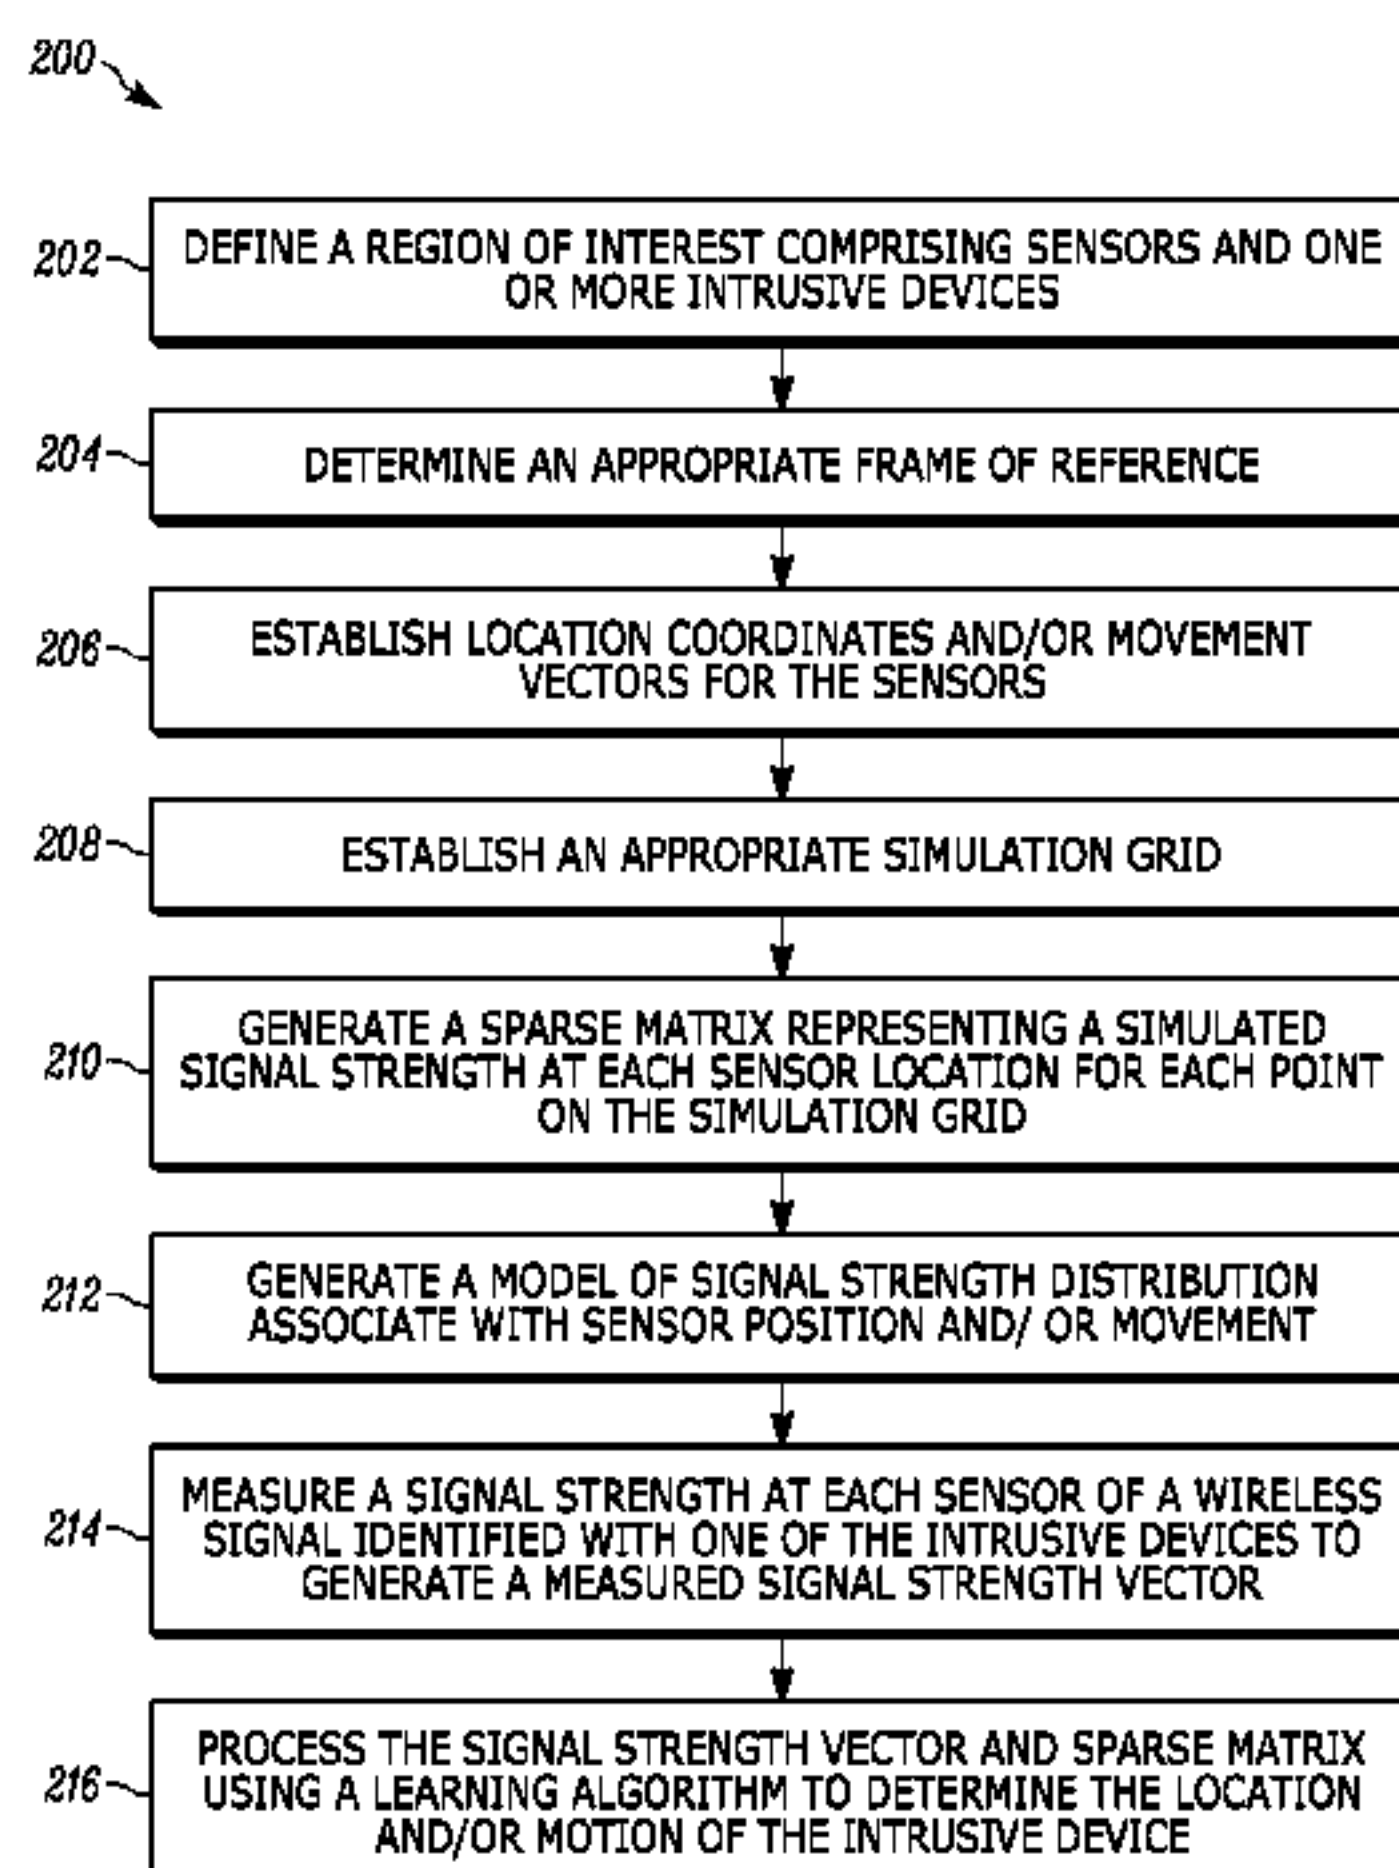 200
202
DEFINE A REGION OF INTEREST COMPRISING SENSORS AND ONE
OR MORE INTRUSIVE DEVICES
204
DETERMINE AN APPROPRIATE FRAME OF REFERENCE
206
ESTABLISH LOCATION COORDINATES AND/OR MOVEMENT
VECTORS FOR THE SENSORS
208
ESTABLISH AN APPROPRIATE SIMULATION GRID
210
GENERATE A SPARSE MATRIX REPRESENTING A SIMULATED
SIGNAL STRENGTH AT EACH SENSOR LOCATION FOR EACH POINT
ON THE SIMULATION GRID
212
GENERATE A MODEL OF SIGNAL STRENGTH DISTRIBUTION
ASSOCIATE WITH SENSOR POSITION AND/ OR MOVEMENT
214
MEASURE A SIGNAL STRENGTH AT EACH SENSOR OF A WIRELESS
SIGNAL IDENTIFIED WITH ONE OF THE INTRUSIVE DEVICES TO
GENERATE A MEASURED SIGNAL STRENGTH VECTOR
216
PROCESS THE SIGNAL STRENGTH VECTOR AND SPARSE MATRIX
USING A LEARNING ALGORITHM TO DETERMINE THE LOCATION
AND/OR MOTION OF THE INTRUSIVE DEVICE